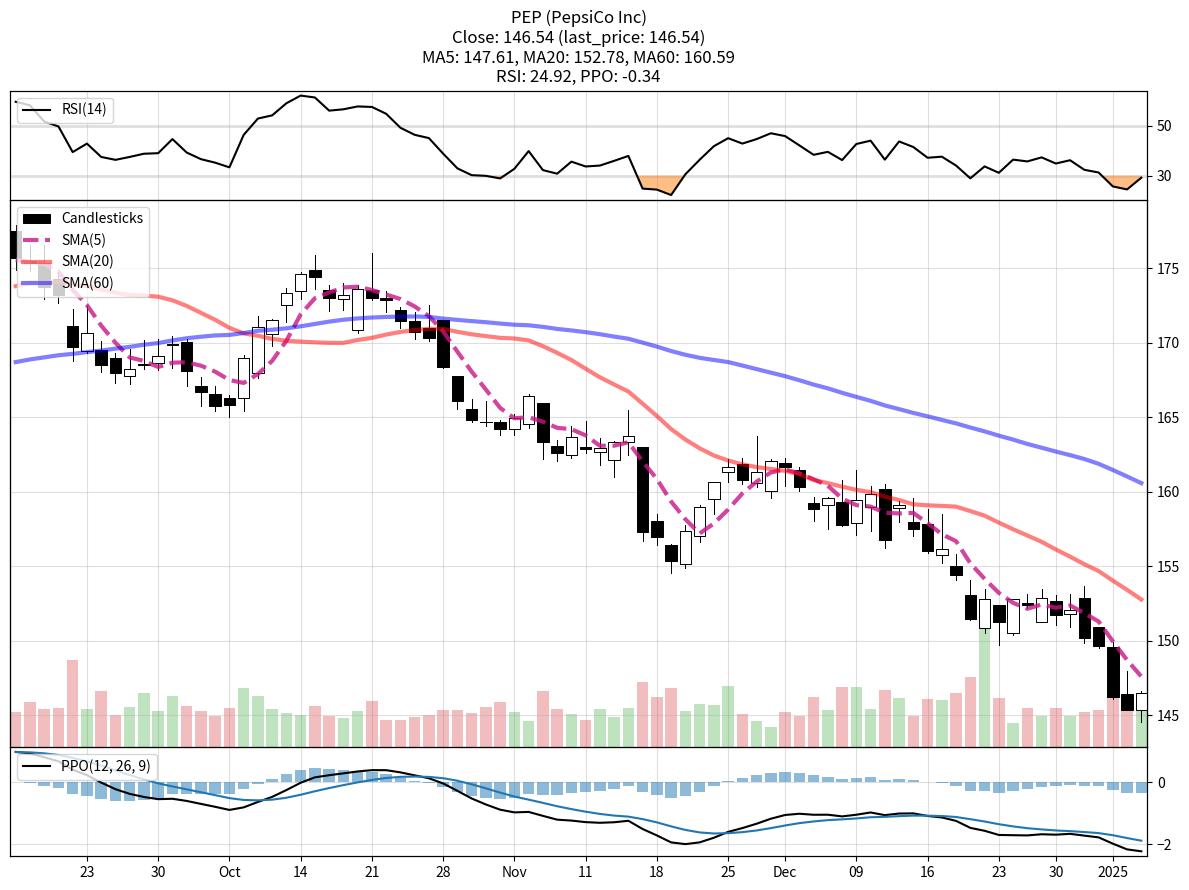 PEP (PepsiCo Inc)
Close: 146.54 (last_price: 146.54)
MA5: 147.61, MA20: 152.78, MA60: 160.59
RSI: 24.92, PPO: -0.34
RSI(14)
50
30
Candlesticks
SMA(5)
SMA(20)
SMA(60)
175
170
165
160
155
150
145
PPO(12, 26, 9)
0
−2
23 30 Oct 14 21 28 Nov 11 18 25 Dec 09 16 23 30 2025